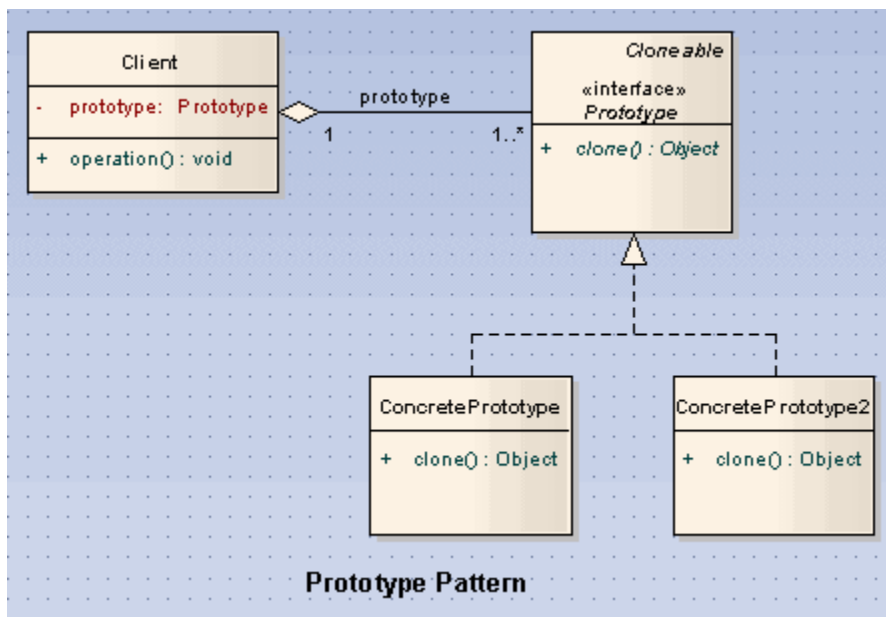 Client
- prototype: Prototype
+ operation() : void
prototype
1
1..*
Cloneable
«interface»
Prototype
+ clone() : Object
ConcretePrototype
+ clone() : Object
ConcretePrototype2
+ clone() : Object
Prototype Pattern